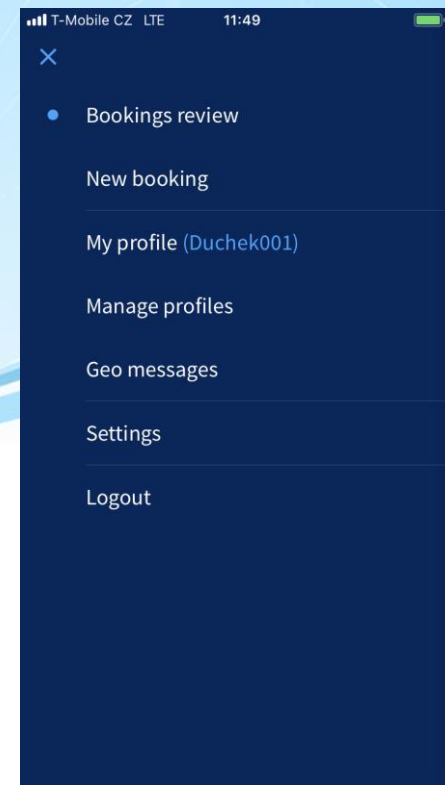 T-Mobile CZ LTE 11:49
Bookings review
New booking
My profile (Duchek001)
Manage profiles
Geo messages
Settings
Logout